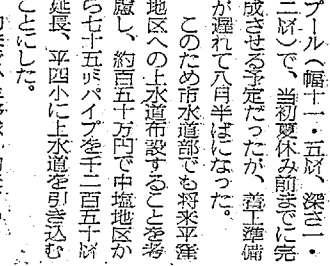 プール（幅十一・五㍍、深さ一・
二㍍）で、当初夏休み前までに完
成させる予定だったが、着工準備
が遅れて八月半ばになった。
このため市水道部でも将来平窪
地区への上水道布設することを考
慮し、約百五十万円で中塩地区か
ら七十五㍉パイプを千二百五十㍍
延長、平四小に上水道を引き込む
ことにした。